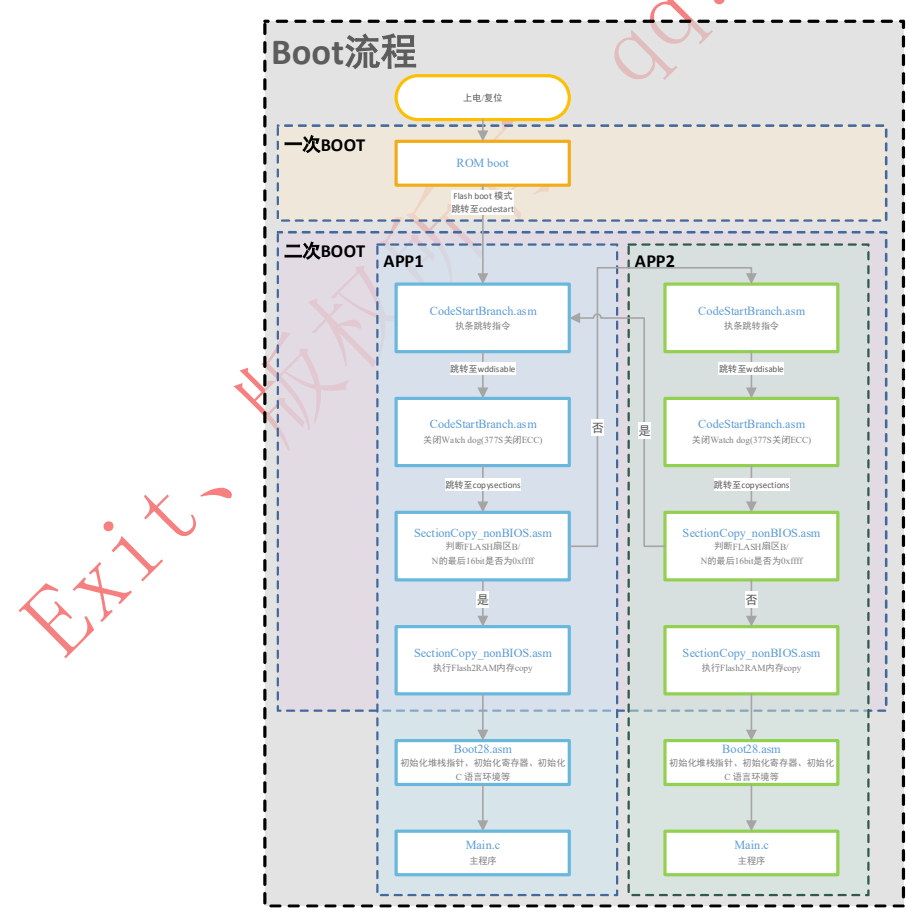 Boot流程
上电/复位
一次BOOT
ROM boot
Flash boot 模式
跳转至codestart
二次BOOT
APP1
CodeStartBranch.asm
执条跳转指令
跳转至wddisable
CodeStartBranch.asm
关闭Watch dog(377S关闭ECC)
跳转至copysections
SectionCopy_nonBIOS.asm
判断FLASH扇区B/
N的最后16bit是否为0xffff
是
SectionCopy_nonBIOS.asm
执行Flash2RAM内存copy
Boot28.asm
初始化堆栈指针、初始化寄存器、初始化
C 语言环境等
Main.c
主程序
否
是
APP2
CodeStartBranch.asm
执条跳转指令
跳转至wddisable
CodeStartBranch.asm
关闭Watch dog(377S关闭ECC)
跳转至copysections
SectionCopy_nonBIOS.asm
判断FLASH扇区B/
N的最后16bit是否为0xffff
否
SectionCopy_nonBIOS.asm
执行Flash2RAM内存copy
Boot28.asm
初始化堆栈指针、初始化寄存器、初始化
C 语言环境等
Main.c
主程序
Exit、版权所
qq